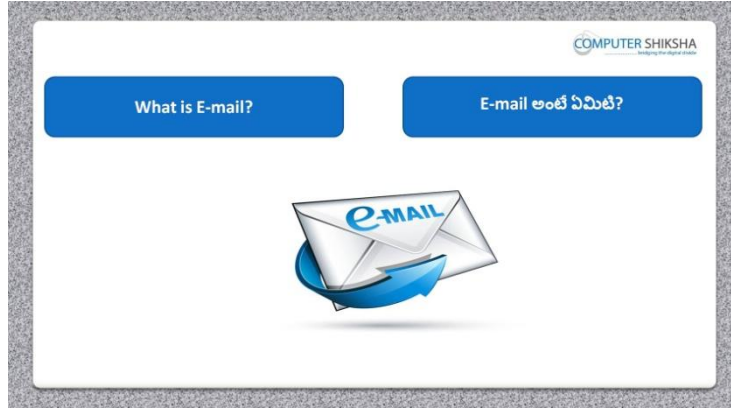 COMPUTER SHIKSHA
bridging the digital divide
What is E-mail?
E-mail అంటే ఏమిటి?
e-MAIL